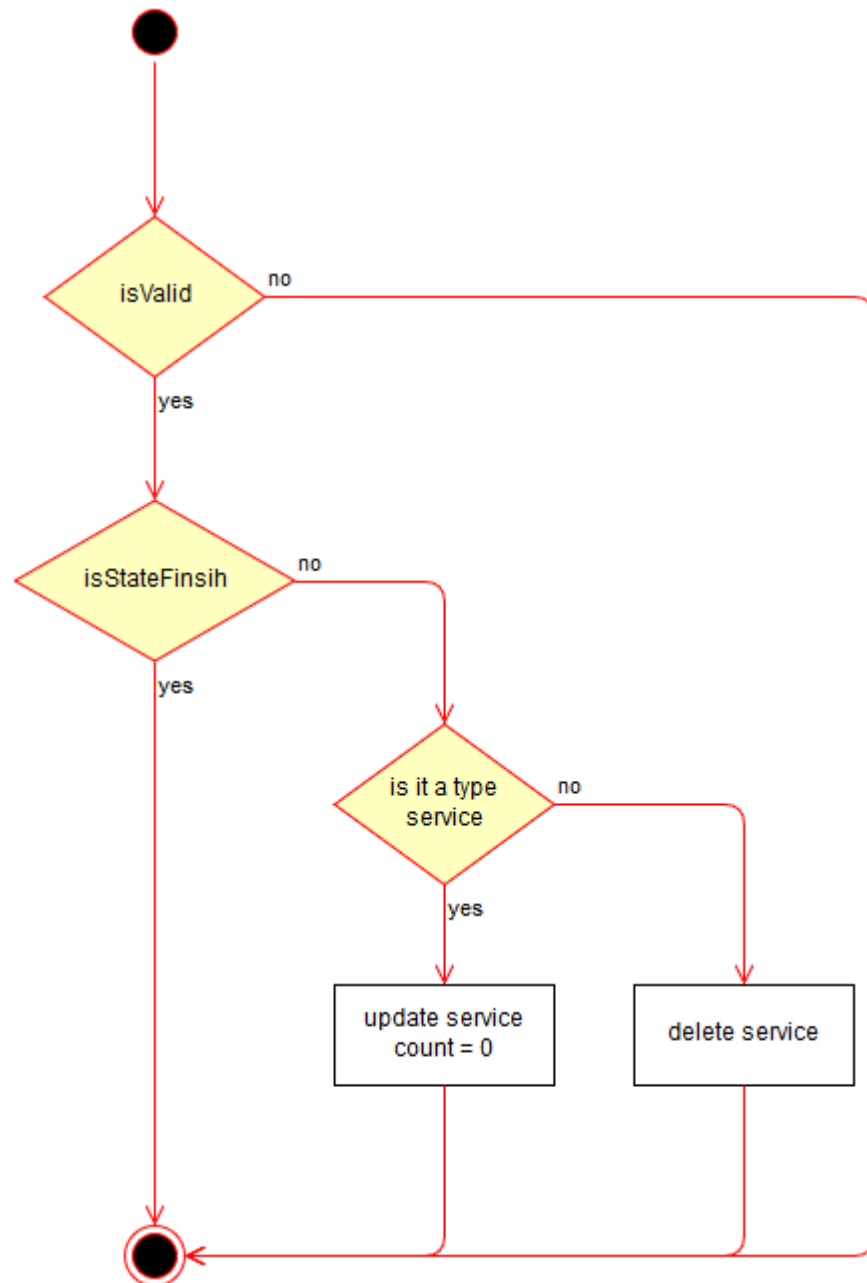 isValid
no
yes
isStateFinsih
no
yes
is it a type
service
no
yes
update service
count = 0
delete service